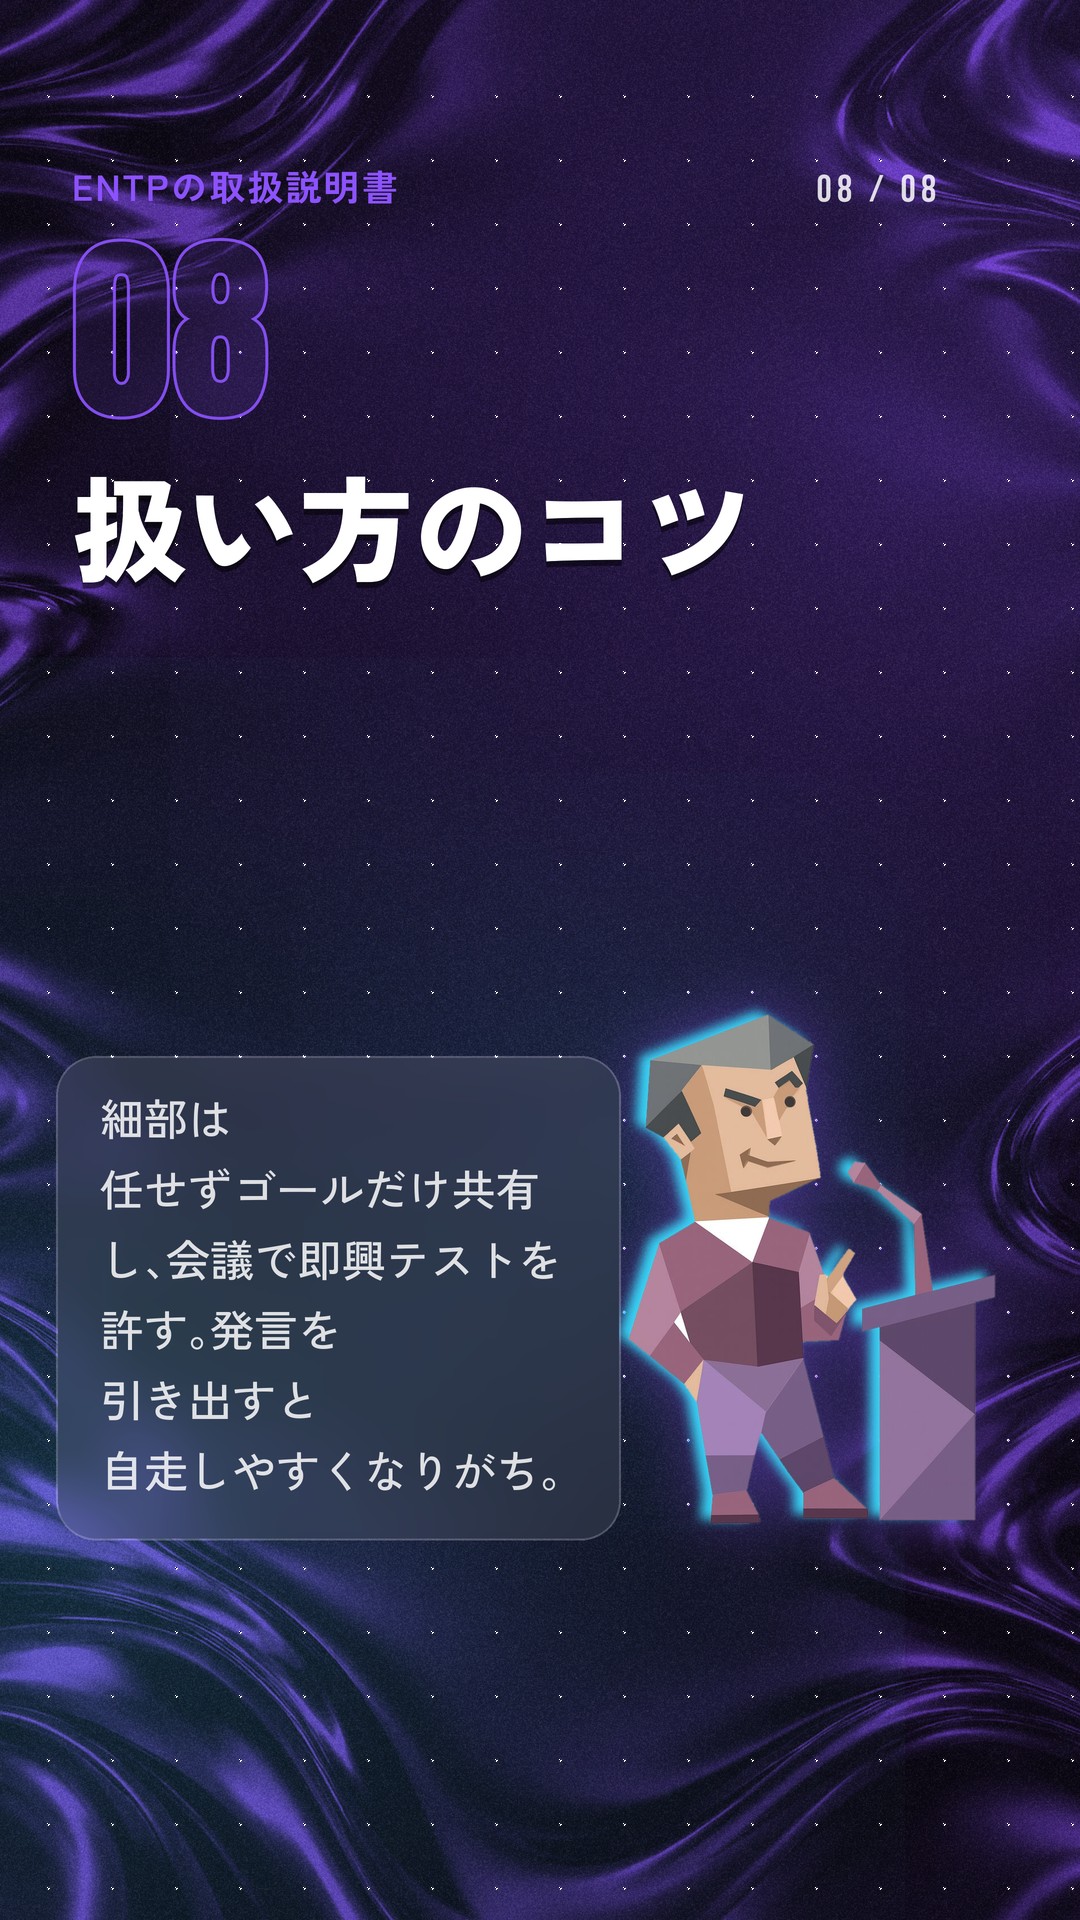 ENTPの取扱説明書
08 / 08
08
扱い方のコツ
細部は
任せずゴールだけ共有
し、会議で即興テストを
許す。発言を
引き出すと
自走しやすくなりがち。